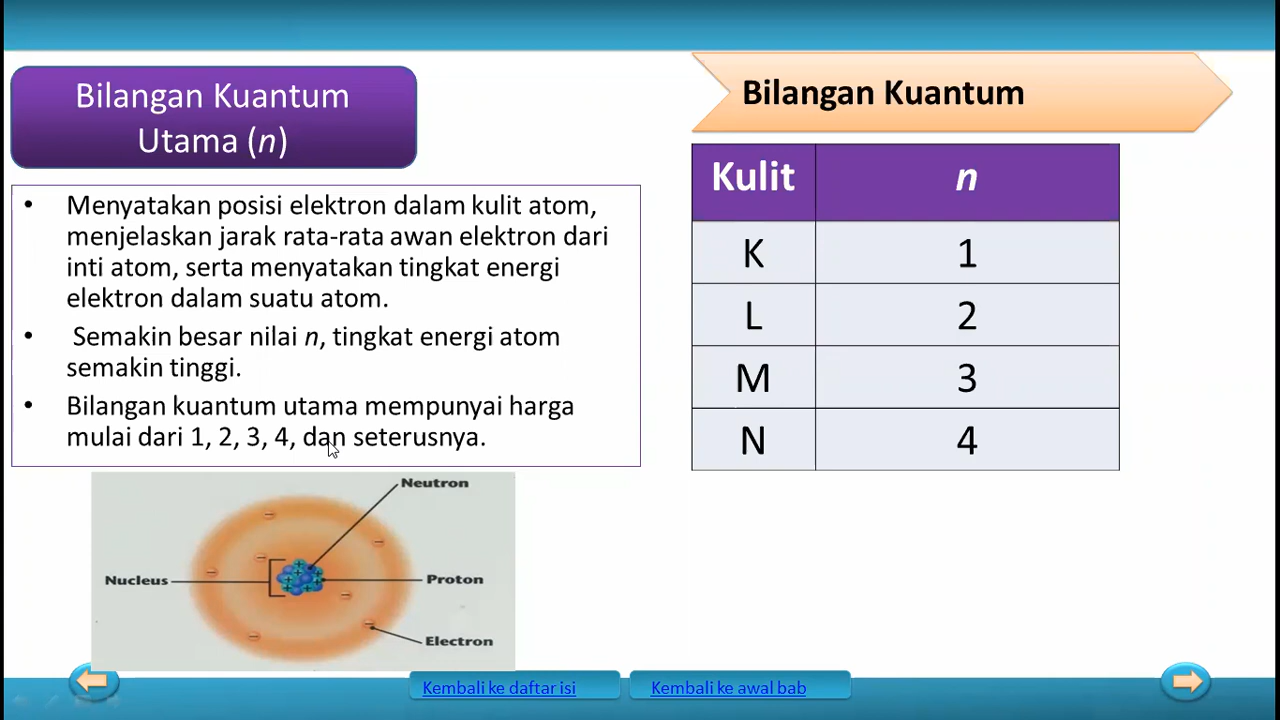 Bilangan Kuantum
Utama (n)
• Menyatakan posisi elektron dalam kulit atom,
menjelaskan jarak rata-rata awan elektron dari
inti atom, serta menyatakan tingkat energi
elektron dalam suatu atom.
• Semakin besar nilai n, tingkat energi atom
semakin tinggi.
• Bilangan kuantum utama mempunyai harga
mulai dari 1, 2, 3, 4, dan seterusnya.
Neutron
Nucleus
Proton
Electron
Bilangan Kuantum
Kulit n
K 1
L 2
M 3
N 4
Kembali ke daftar isi
Kembali ke awal bab